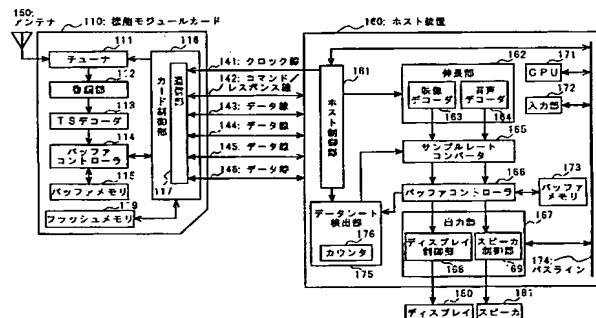 150:
アンテナ
110: 機能モジュールカード
111
チューナ
112
復調部
113
TSデコーダ
114
バッファ
コントローラ
115
バッファメモリ
119
フラッシュメモリ
116
カード制御部
117
141: クロック線
142: コマンド/
レスポンス線
143: データ線
144: データ線
145: データ線
146: データ線
160: ホスト装置
161
ホスト制御部
162
伸長部
映像
デコーダ
163
音声
デコーダ
164
165
サンプルレート
コンバータ
166
バッファコントローラ
データレート
検出部
176
カウンタ
175
167
出力部
ディスプレイ
制御部
168
スピーカ
制御部
169
171
CPU
172
入力部
173
バッファ
メモリ
174:
バスライン
180
ディスプレイ
181
スピーカ